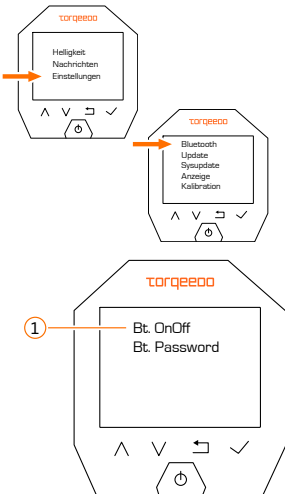 torqeedo
Helligkeit
Nachrichten
Einstellungen
torqeedo
Bluetooth
Update
Sysupdate
Anzeige
Kalibration
torqeedo
1
Bt. OnOff
Bt. Password